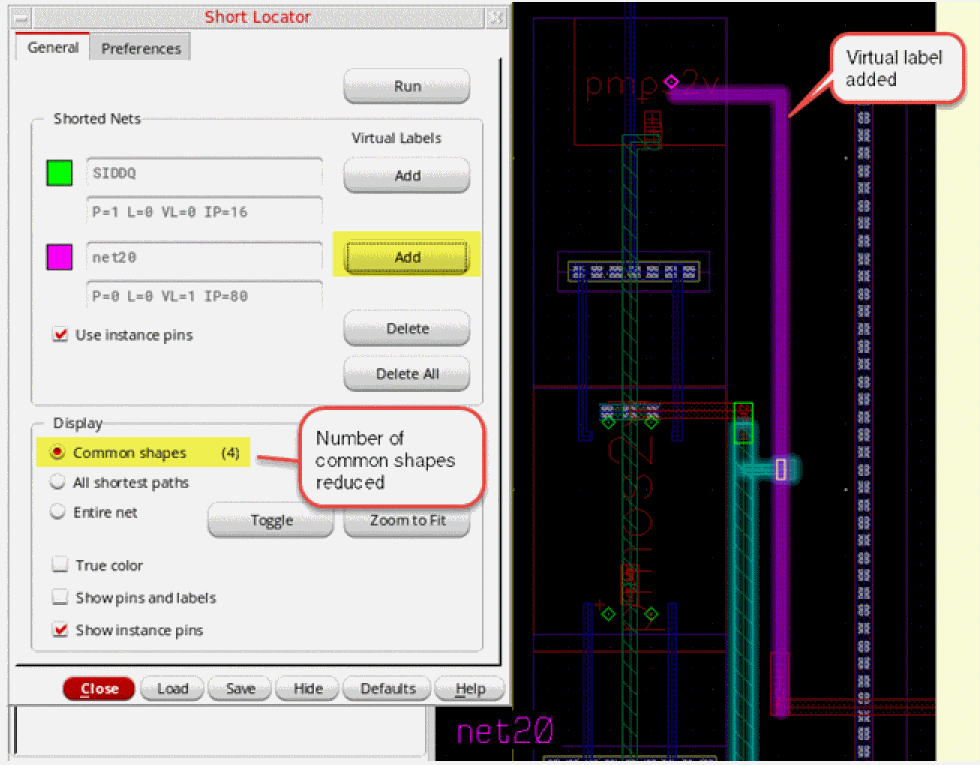 Short Locator
General
Preferences
Run
Shorted Nets
Virtual Labels
SIDDQ
Add
P=1 L=0 VL=0 IP=16
net20
Add
P=0 L=0 VL=1 IP=80
Use instance pins
Delete
Delete All
Display
Common shapes (4)
All shortest paths
Entire net
Toggle
Zoom to Fit
True color
Show pins and labels
Show instance pins
Close
Load
Save
Hide
Defaults
Help
Number of
common shapes
reduced
Virtual label
added
net20